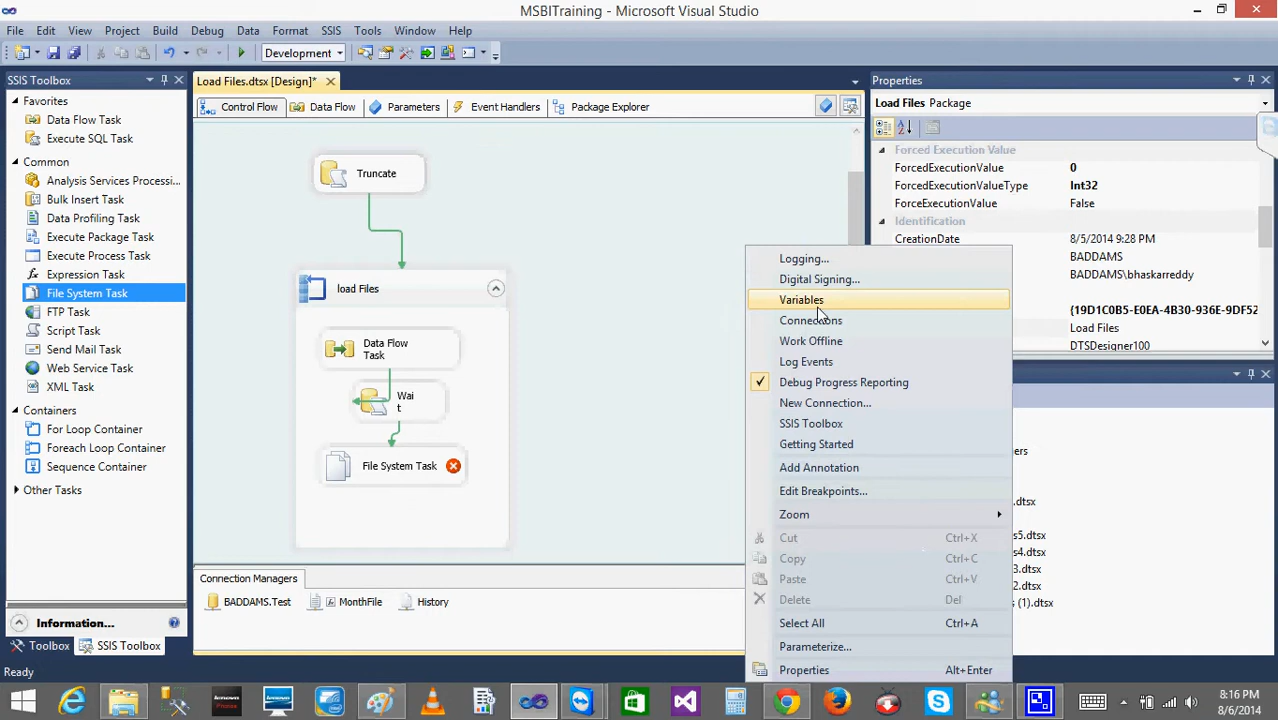 MSBITraining - Microsoft Visual Studio
File Edit View Project Build Debug Data Format SSIS Tools Window Help
Development
SSIS Toolbox
Favorites
Data Flow Task
Execute SQL Task
Common
Analysis Services Processi...
Bulk Insert Task
Data Profiling Task
Execute Package Task
Execute Process Task
Expression Task
File System Task
FTP Task
Script Task
Send Mail Task
Web Service Task
XML Task
Containers
For Loop Container
Foreach Loop Container
Sequence Container
Other Tasks
Information...
Toolbox SSIS Toolbox
Load Files.dtsx [Design]*
Control Flow Data Flow Parameters Event Handlers Package Explorer
Truncate
load Files
Data Flow
Task
Wai
t
File System Task
Connection Managers
BADDAMS.Test MonthFile History
Logging...
Digital Signing...
Variables
Connections
Work Offline
Log Events
Debug Progress Reporting
New Connection...
SSIS Toolbox
Getting Started
Add Annotation
Edit Breakpoints...
Zoom
Cut Ctrl+X
Copy Ctrl+C
Paste Ctrl+V
Delete Del
Select All Ctrl+A
Parameterize...
Properties Alt+Enter
Properties
Load Files Package
Forced Execution Value
ForcedExecutionValue 0
ForcedExecutionValueType Int32
ForceExecutionValue False
Identification
CreationDate 8/5/2014 9:28 PM
BADDAMS
BADDAMS\bhaskarreddy
{19D1C0B5-E0EA-4B30-936E-9DF52
Load Files
DTSDesigner100
ers
.dtsx
s5.dtsx
s4.dtsx
3.dtsx
2.dtsx
s (1).dtsx
Ready
8:16 PM
8/6/2014